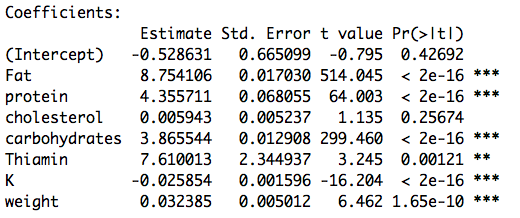 Coefficients:
Estimate Std. Error t value Pr(>|t|)
(Intercept) -0.528631 0.665099 -0.795 0.42692
Fat 8.754106 0.017030 514.045 < 2e-16 ***
protein 4.355711 0.068055 64.003 < 2e-16 ***
cholesterol 0.005943 0.005237 1.135 0.25674
carbohydrates 3.865544 0.012908 299.460 < 2e-16 ***
Thiamin 7.610013 2.344937 3.245 0.00121 **
K -0.025854 0.001596 -16.204 < 2e-16 ***
weight 0.032385 0.005012 6.462 1.65e-10 ***